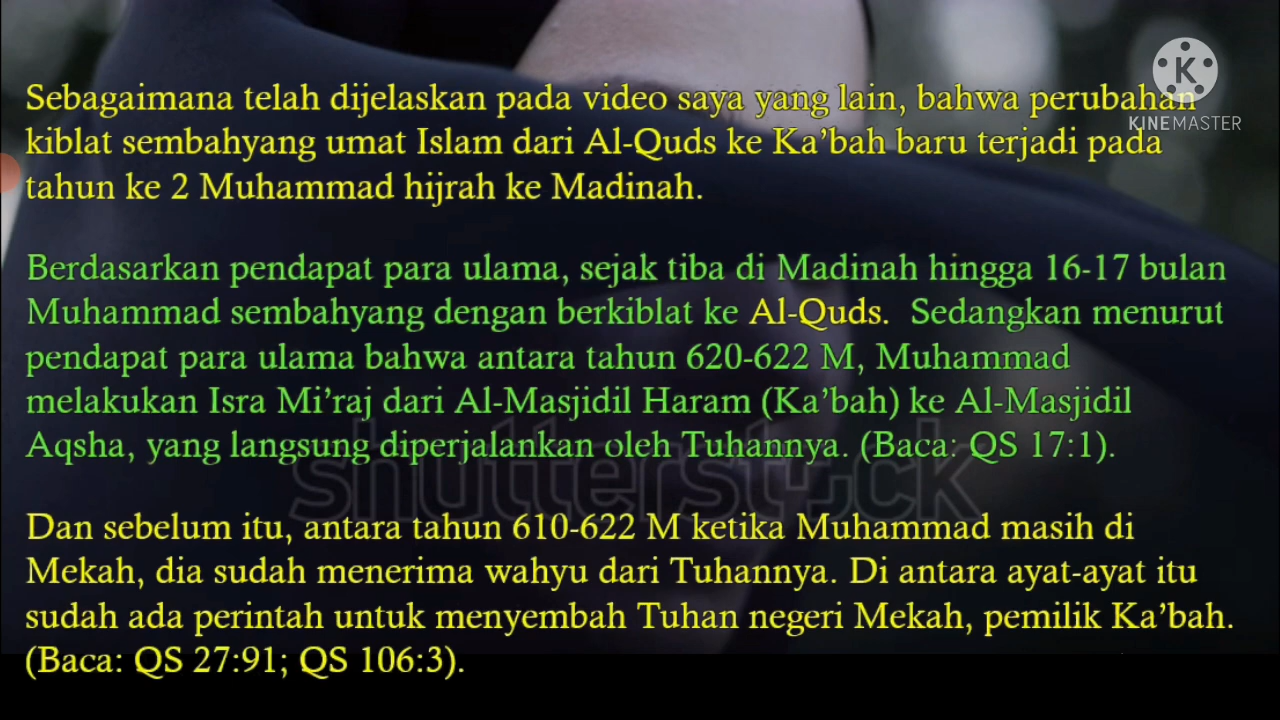 Sebagaimana telah dijelaskan pada video saya yang lain, bahwa perubahan
kiblat sembahyang umat Islam dari Al-Quds ke Ka'bah baru terjadi pada
tahun ke 2 Muhammad hijrah ke Madinah.
Berdasarkan pendapat para ulama, sejak tiba di Madinah hingga 16-17 bulan
Muhammad sembahyang dengan berkiblat ke Al-Quds. Sedangkan menurut
pendapat para ulama bahwa antara tahun 620-622 M, Muhammad
melakukan Isra Mi'raj dari Al-Masjidil Haram (Ka'bah) ke Al-Masjidil
Aqsha, yang langsung diperjalankan oleh Tuhannya. (Baca: QS 17:1).
Dan sebelum itu, antara tahun 610-622 M ketika Muhammad masih di
Mekah, dia sudah menerima wahyu dari Tuhannya. Di antara ayat-ayat itu
sudah ada perintah untuk menyembah Tuhan negeri Mekah, pemilik Ka'bah.
(Baca: QS 27:91; QS 106:3).
K
KINEMASTER
shutterstock